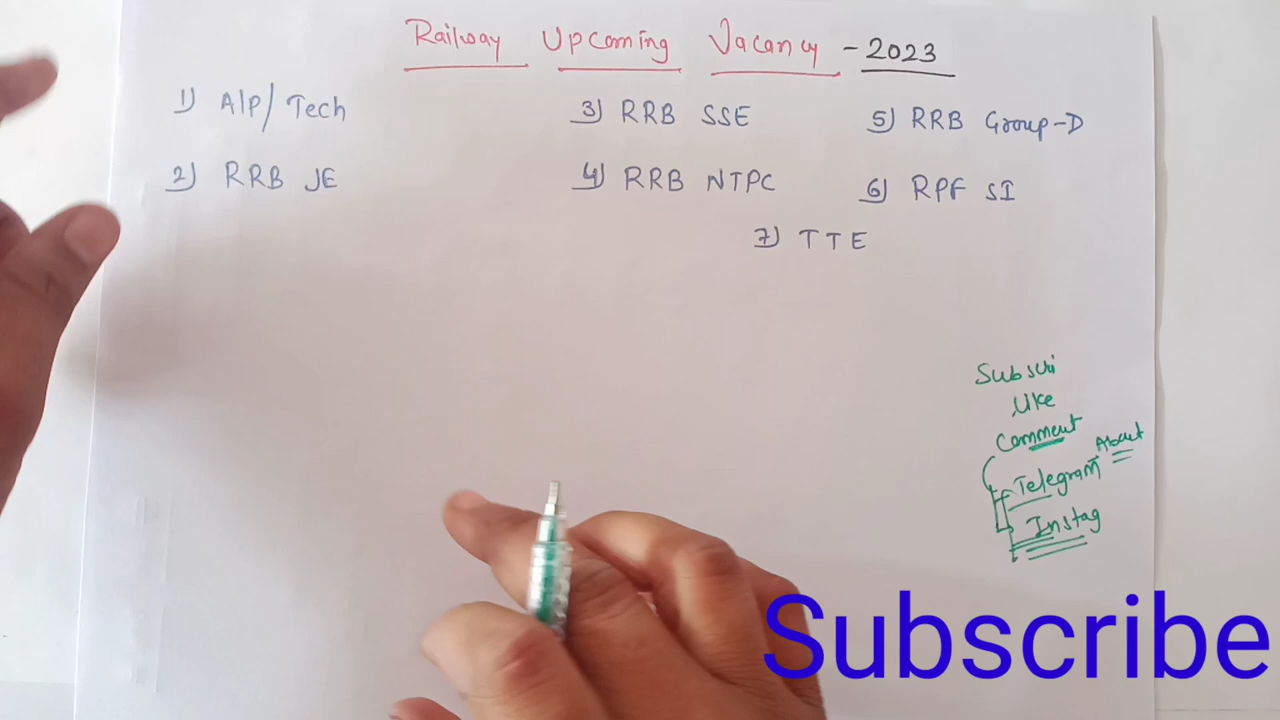 Railway Upcoming Vacancy - 2023
1) Alp/Tech
2) RRB JE
3) RRB SSE
4) RRB NTPC
5) RRB Group-D
6) RPF SI
7) TTE
Subscri
Like
Comment
About
Telegram
Instag
Subscribe